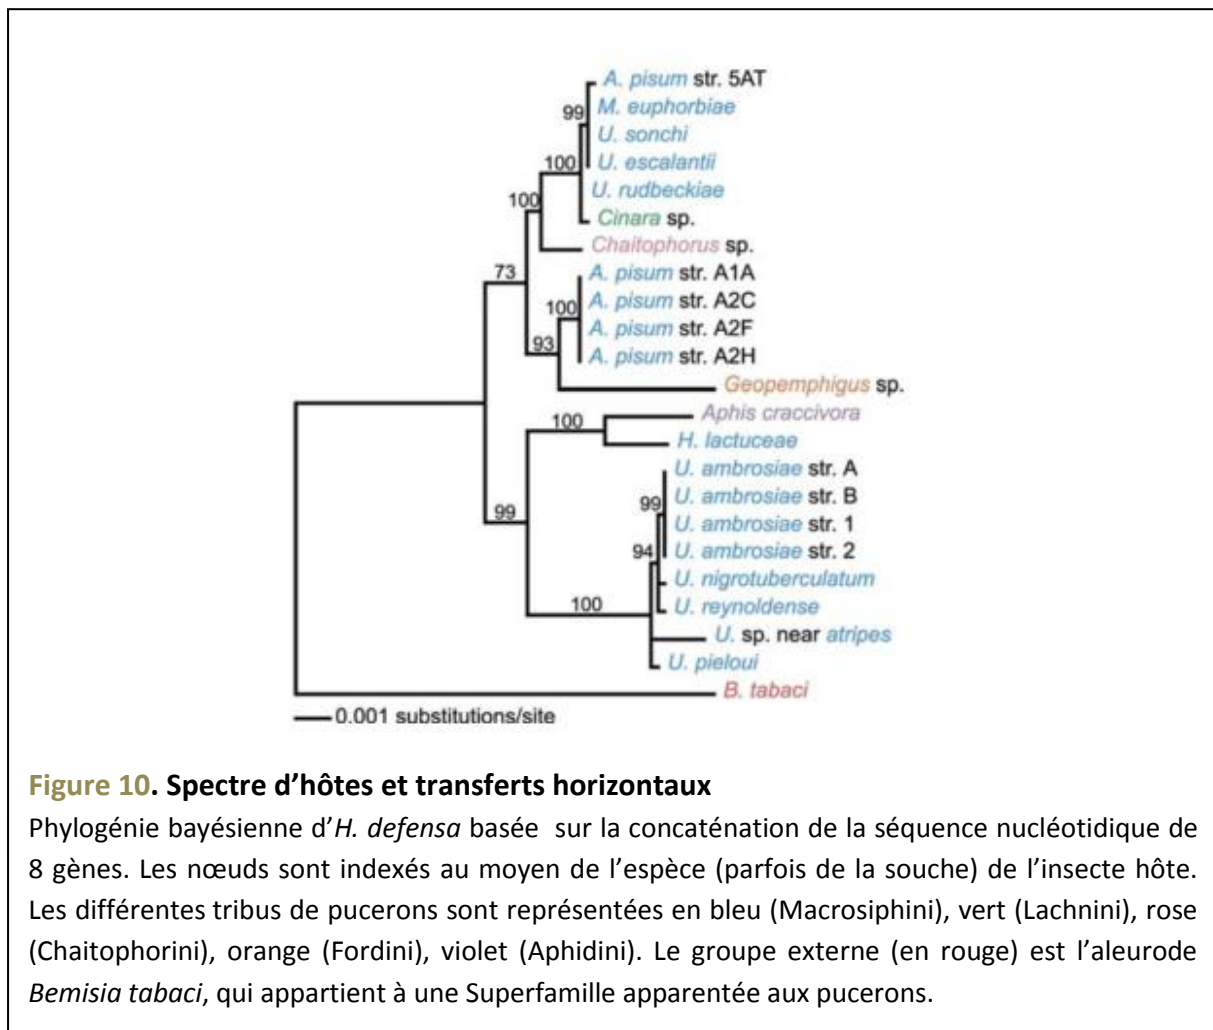 A. pisum str. 5AT
99
M. euphorbiae
U. sonchi
100
U. escalantii
U. rudbeckiae
100
Cinara sp.
Chaitophorus sp.
73
A. pisum str. A1A
100
A. pisum str. A2C
A. pisum str. A2F
93
A. pisum str. A2H
Geopemphigus sp.
Aphis craccivora
100
H. lactuceae
U. ambrosiae str. A
99
U. ambrosiae str. B
99
U. ambrosiae str. 1
94
U. ambrosiae str. 2
U. nigrotuberculatum
100
U. reynoldense
U. sp. near atripes
U. pieloui
B. tabaci
0.001 substitutions/site
Figure 10. Spectre d’hôtes et transferts horizontaux
Phylogénie bayésienne d’H. defensa basée sur la concaténation de la séquence nucléotidique de
8 gènes. Les nœuds sont indexés au moyen de l’espèce (parfois de la souche) de l’insecte hôte.
Les différentes tribus de pucerons sont représentées en bleu (Macrosiphini), vert (Lachnini), rose
(Chaitophorini), orange (Fordini), violet (Aphidini). Le groupe externe (en rouge) est l’aleurode
Bemisia tabaci, qui appartient à une Superfamille apparentée aux pucerons.